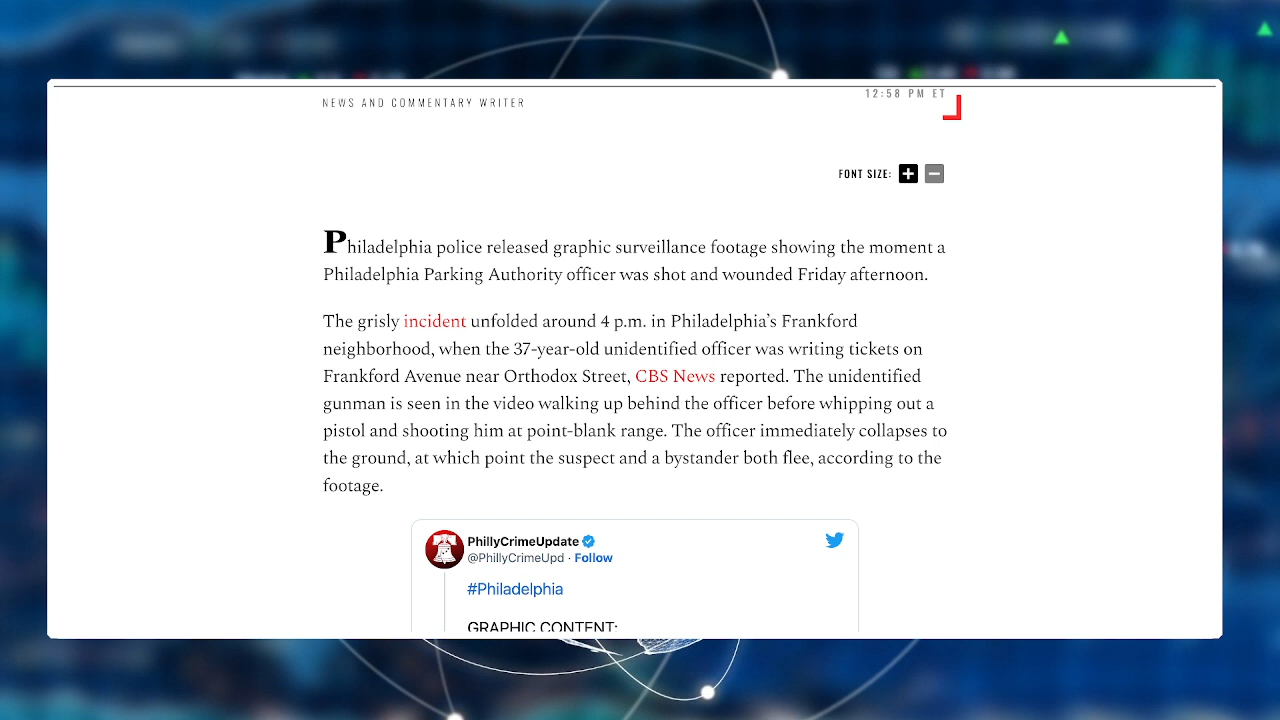 NEWS AND COMMENTARY WRITER
12:58 PM ET
FONT SIZE:
Philadelphia police released graphic surveillance footage showing the moment a
Philadelphia Parking Authority officer was shot and wounded Friday afternoon.
The grisly incident unfolded around 4 p.m. in Philadelphia’s Frankford
neighborhood, when the 37-year-old unidentified officer was writing tickets on
Frankford Avenue near Orthodox Street, CBS News reported. The unidentified
gunman is seen in the video walking up behind the officer before whipping out a
pistol and shooting him at point-blank range. The officer immediately collapses to
the ground, at which point the suspect and a bystander both flee, according to the
footage.
PhillyCrimeUpdate
@PhillyCrimeUpd · Follow
#Philadelphia
GRAPHIC CONTENT: